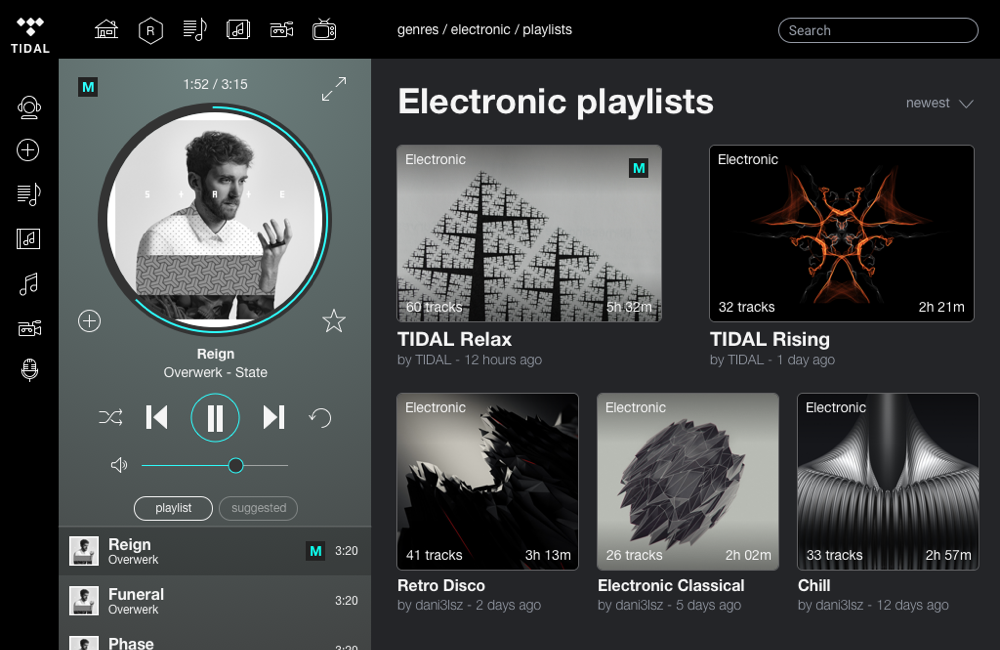 TIDAL
R
genres / electronic / playlists
Search
M
1:52 / 3:15
S T A T E
Reign
Overwerk - State
playlist
suggested
Reign
Overwerk
M
3:20
Funeral
Overwerk
3:20
Phase
3:20
Electronic playlists
newest
Electronic
M
60 tracks
5h 32m
TIDAL Relax
by TIDAL - 12 hours ago
Electronic
32 tracks
2h 21m
TIDAL Rising
by TIDAL - 1 day ago
Electronic
41 tracks
3h 13m
Retro Disco
by dani3lsz - 2 days ago
Electronic
26 tracks
2h 02m
Electronic Classical
by dani3lsz - 5 days ago
Electronic
33 tracks
2h 57m
Chill
by dani3lsz - 12 days ago